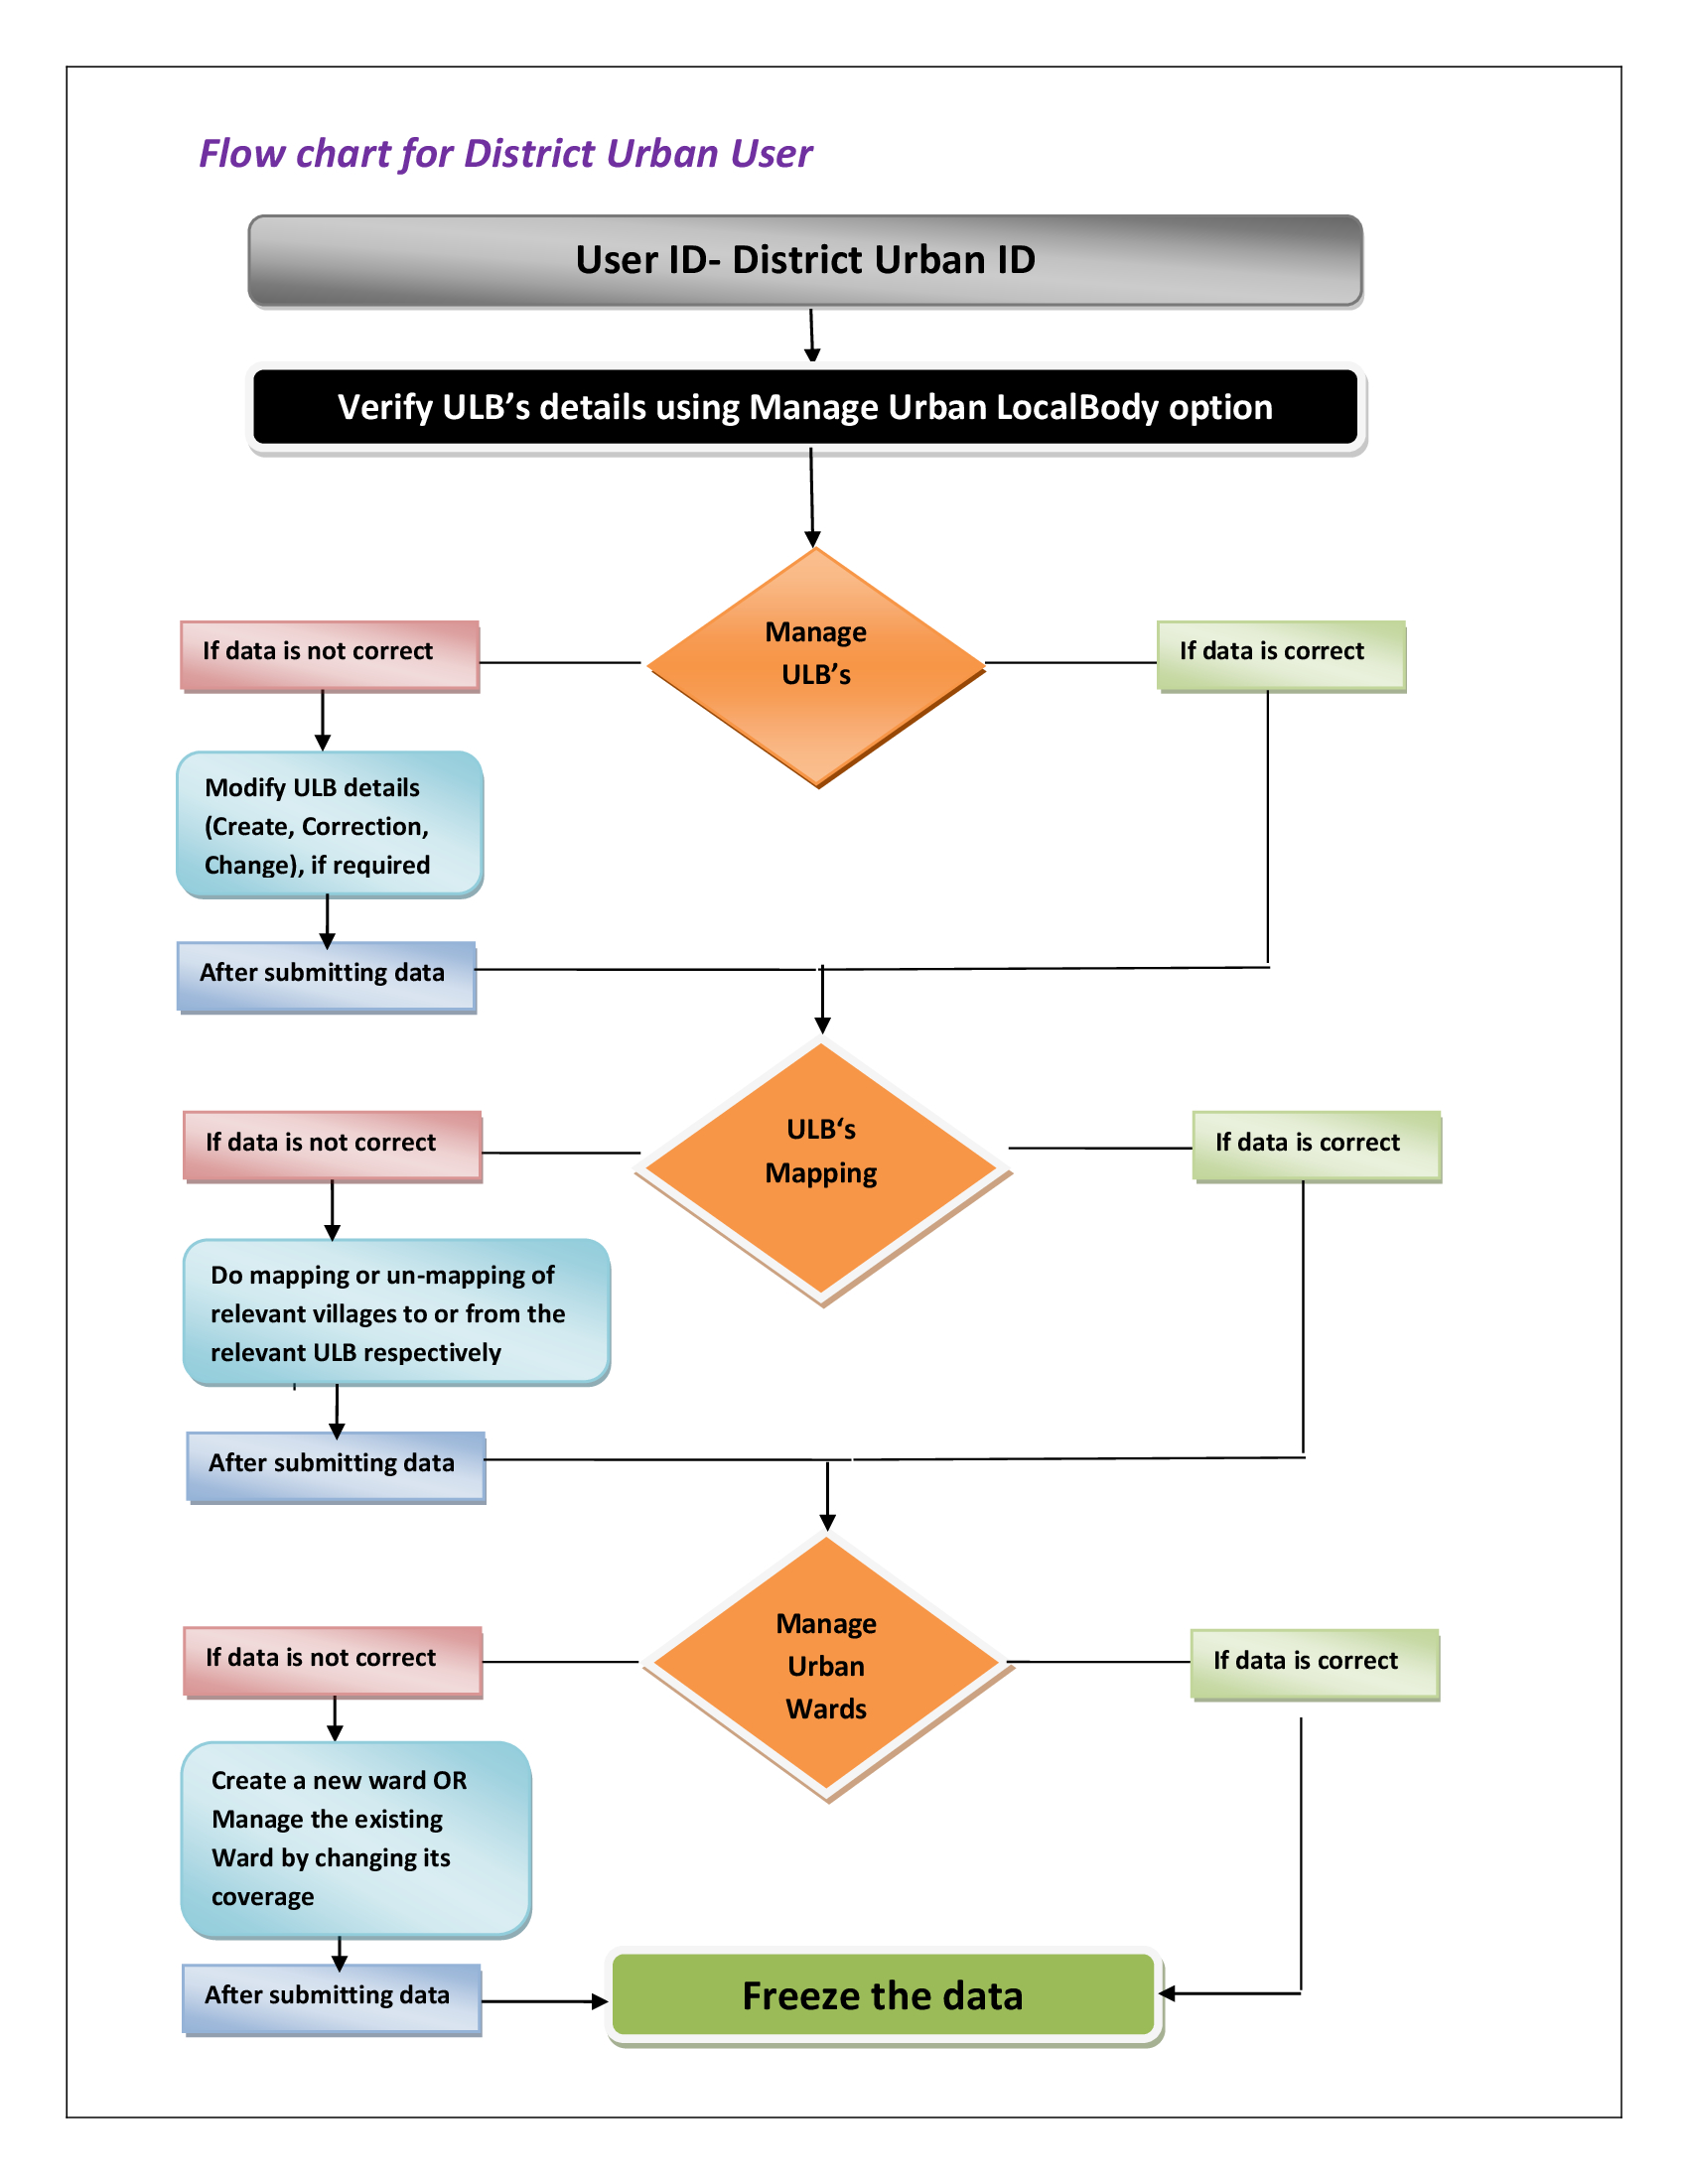 Flow chart for District Urban User
User ID- District Urban ID
Verify ULB’s details using Manage Urban LocalBody option
Manage
ULB’s
If data is not correct
If data is correct
Modify ULB details
(Create, Correction,
Change), if required
After submitting data
ULB‘s
Mapping
If data is not correct
If data is correct
Do mapping or un-mapping of
relevant villages to or from the
relevant ULB respectively
After submitting data
Manage
Urban
Wards
If data is not correct
If data is correct
Create a new ward OR
Manage the existing
Ward by changing its
coverage
After submitting data
Freeze the data